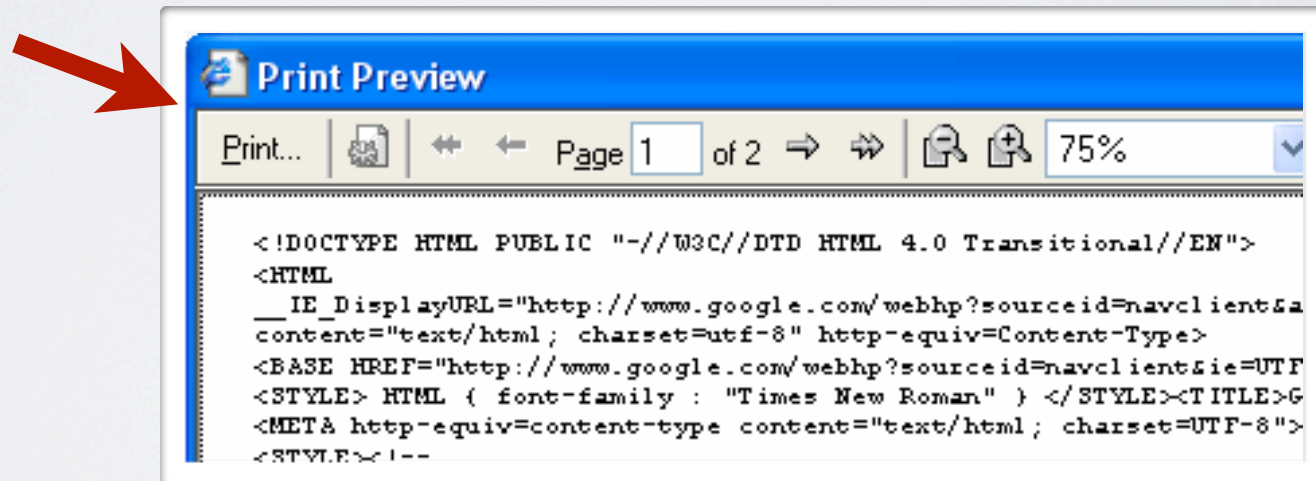 Print Preview
Print... Page 1 of 2 75%
<!DOCTYPE HTML PUBLIC "-//W3C//DTD HTML 4.0 Transitional//EN">
<HTML
__IE_DisplayURL="http://www.google.com/webhp?sourceid=navclient&a
content="text/html; charset=utf-8" http-equiv=Content-Type>
<BASE HREF="http://www.google.com/webhp?sourceid=navclient&ie=UTF
<STYLE> HTML { font-family : "Times New Roman" } </STYLE><TITLE>G
<META http-equiv=content-type content="text/html; charset=UTF-8">
<STYLE><!--